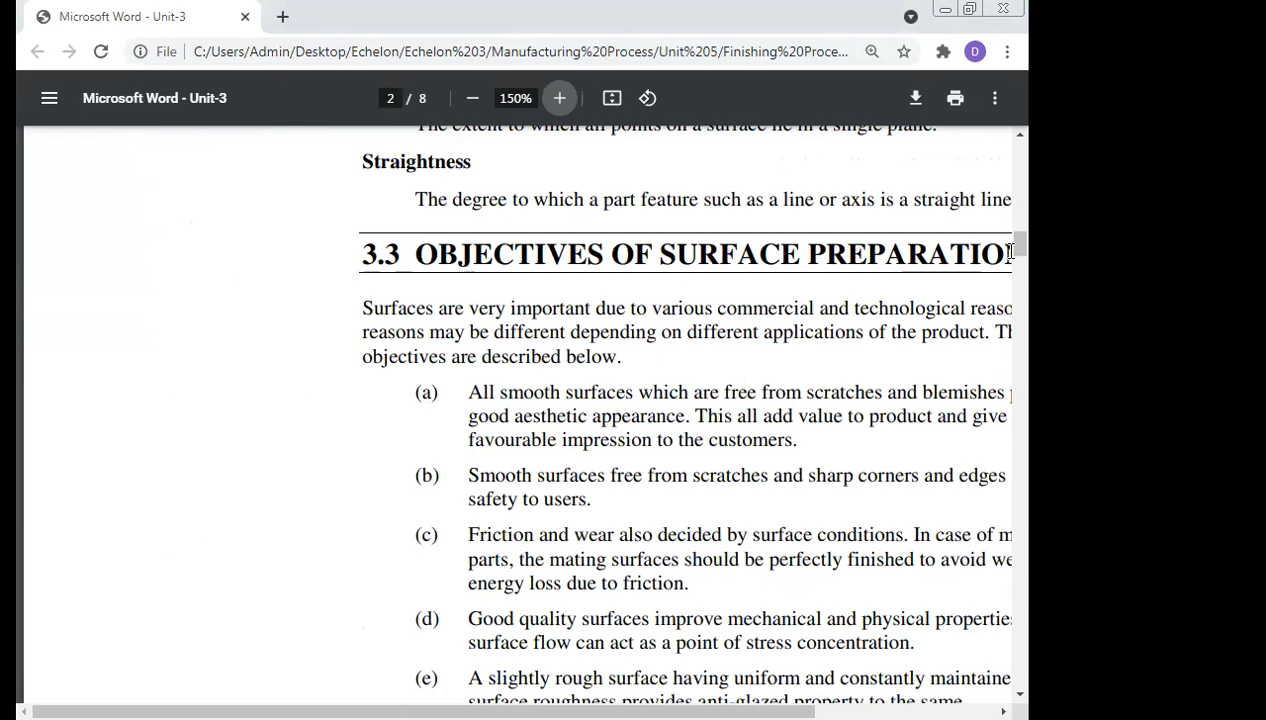 Microsoft Word - Unit-3
File
C:/Users/Admin/Desktop/Echelon/Echelon%203/Manufacturing%20Process/Unit%205/Finishing%20Proce...
D
Microsoft Word - Unit-3
2 / 8
150%
The extent to which all points on a surface lie in a single plane.
Straightness
The degree to which a part feature such as a line or axis is a straight line
3.3 OBJECTIVES OF SURFACE PREPARATION
Surfaces are very important due to various commercial and technological reaso
reasons may be different depending on different applications of the product. Th
objectives are described below.
(a) All smooth surfaces which are free from scratches and blemishes
good aesthetic appearance. This all add value to product and give
favourable impression to the customers.
(b) Smooth surfaces free from scratches and sharp corners and edges
safety to users.
(c) Friction and wear also decided by surface conditions. In case of m
parts, the mating surfaces should be perfectly finished to avoid we
energy loss due to friction.
(d) Good quality surfaces improve mechanical and physical propertie
surface flow can act as a point of stress concentration.
(e) A slightly rough surface having uniform and constantly maintaine
surface roughness provides anti-glazed property to the same.